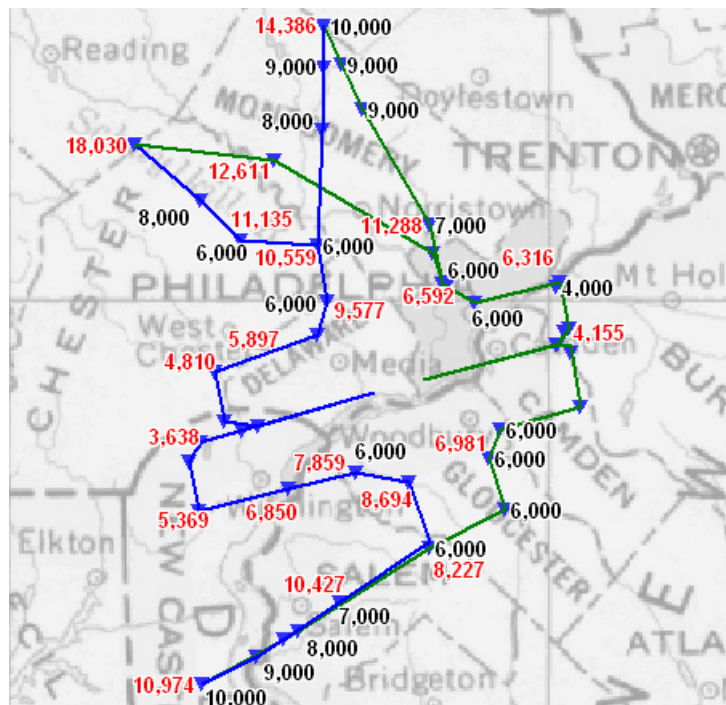 14,386 10,000
Reading
9,000 9,000
Doylestown
MERC
MONTGOMERY
9,000
8,000
18,030
TRENTON
12,611
Norristown
8,000
11,135
11,288 7,000
6,000
10,559 6,000
6,316
CHESTER
PHILADELPH
6,000
6,592
4,000
Mt Hol
6,000 9,577
6,000
West
Chester
5,897
4,155
Camden
4,810
DELAWARE
Media
BUR
CAMDEN
3,638
Woodbury
6,000
6,981
7,859 6,000
6,000
NEW CAS
GLOUCESTER
8,694
5,369
6,850
Wilmington
6,000
Elkton
6,000
8,227
SALEM
10,427
7,000
Salem
8,000
ATLA
9,000
Bridgeton
10,974
10,000
D
E